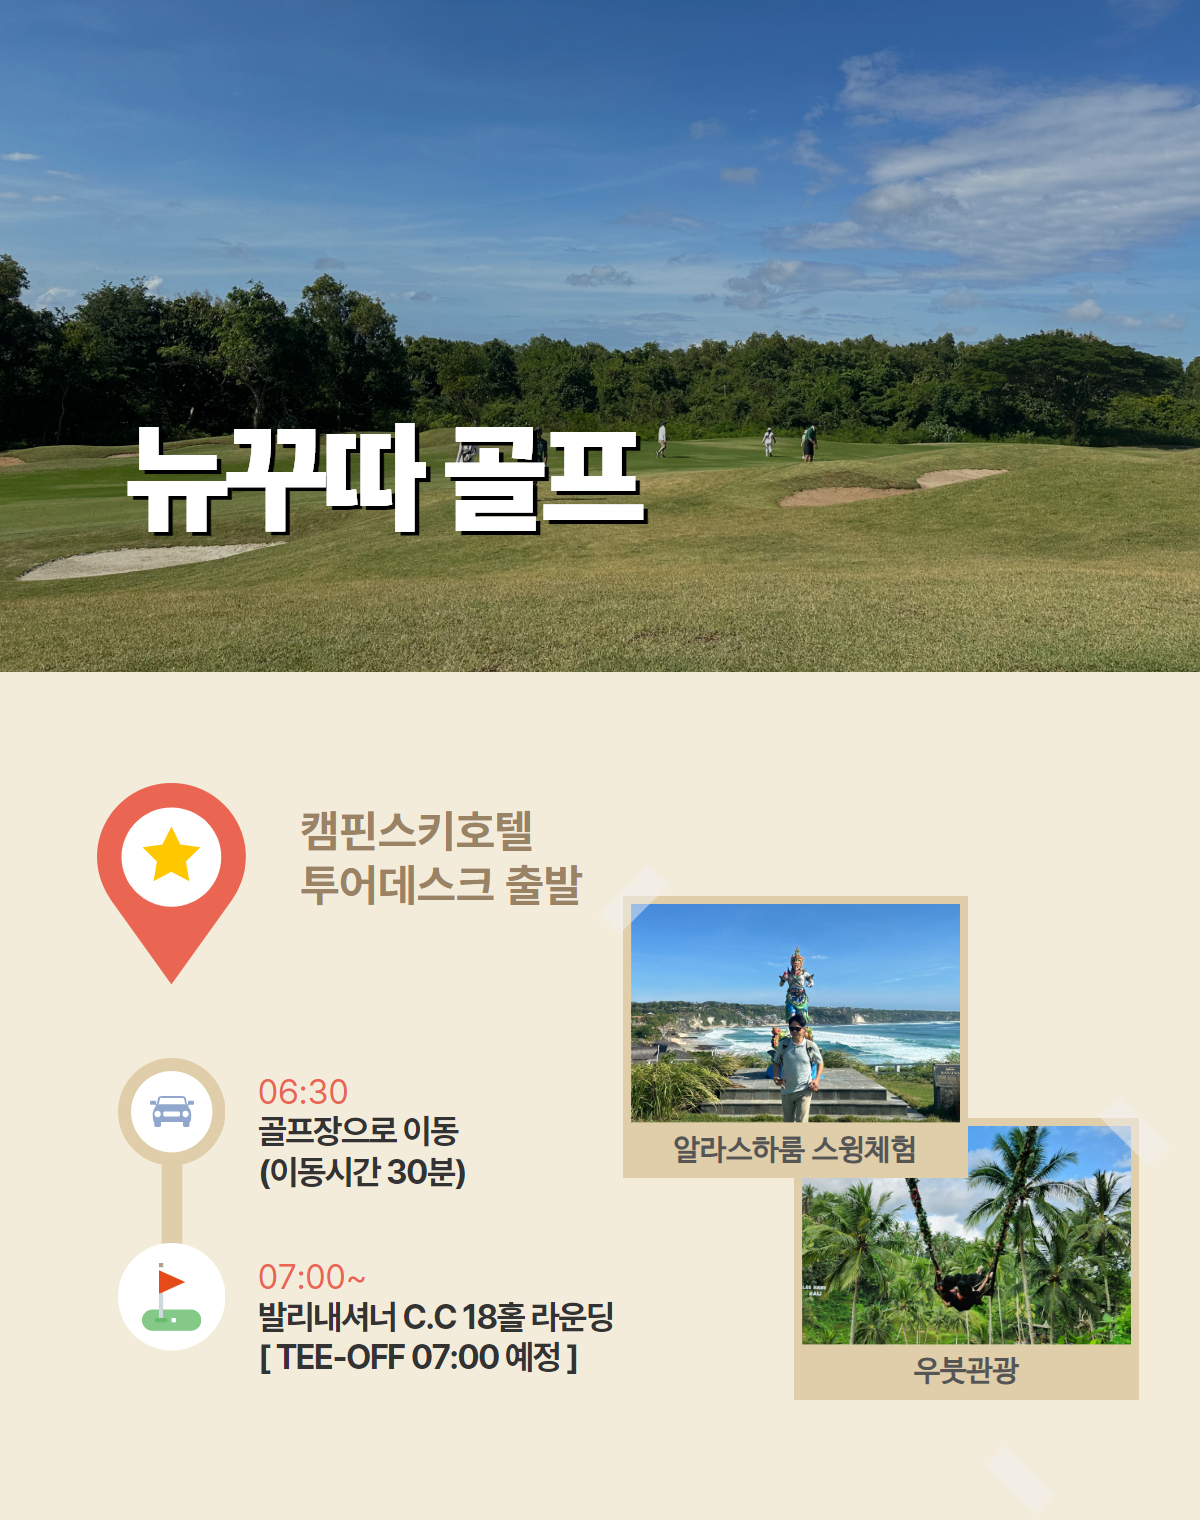 뉴꾸따 골프
캠핀스키호텔
투어데스크 출발
06:30
골프장으로 이동
(이동시간 30분)
07:00~
발리내셔너 C.C 18홀 라운딩
[ TEE-OFF 07:00 예정 ]
알라스하룸 스윙체험
우붓관광